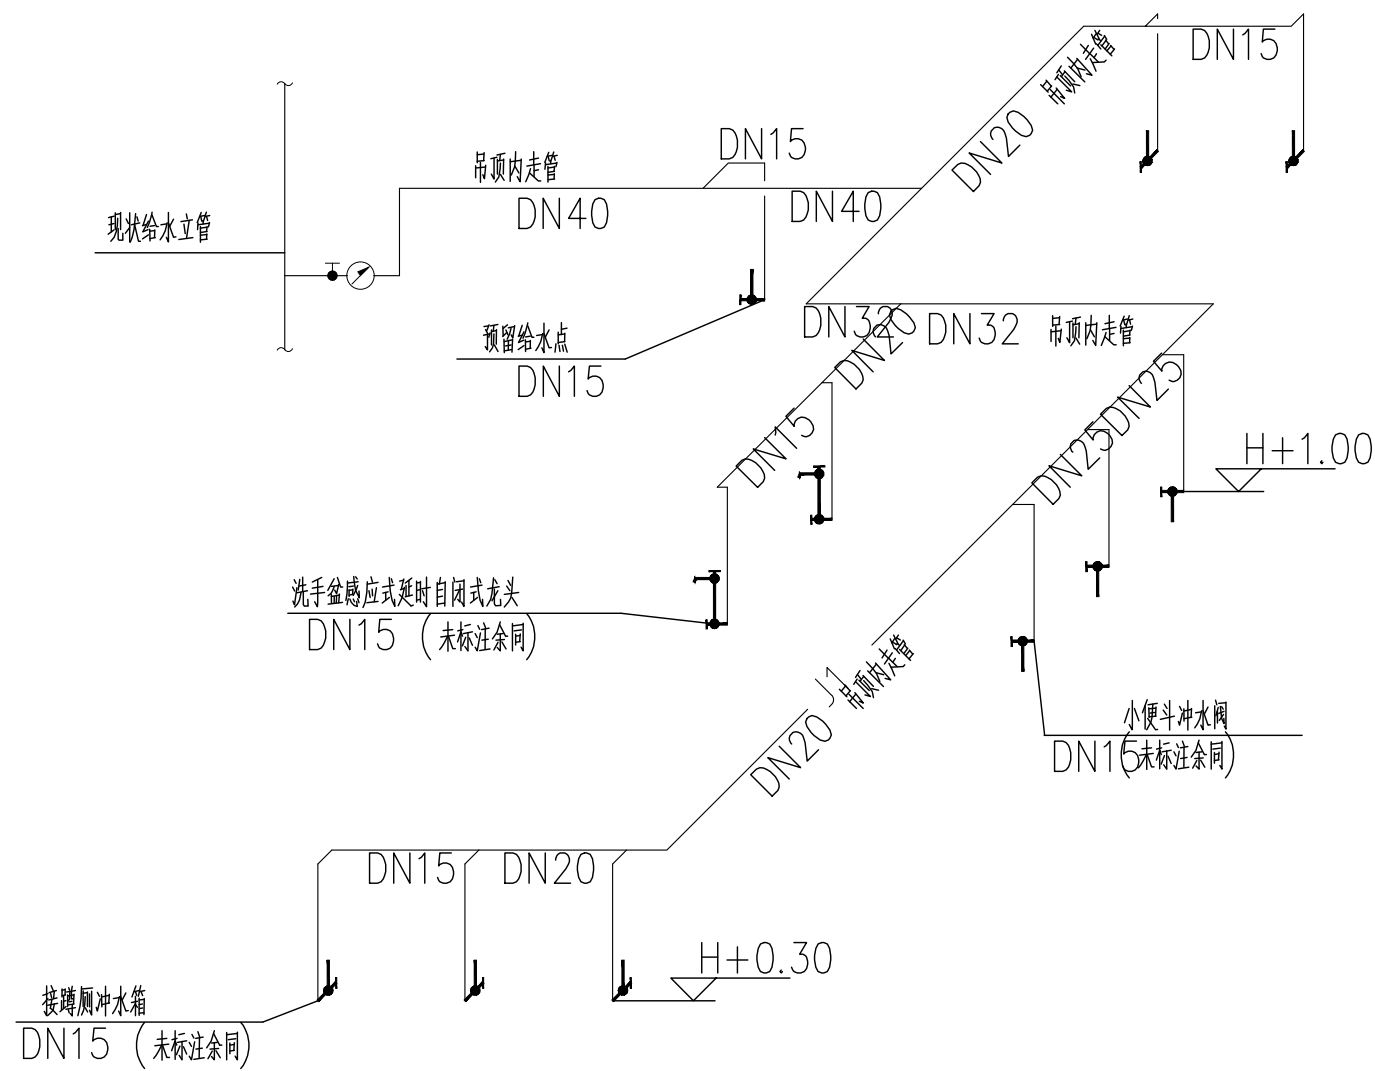 DN15
吊顶内走管
DN20
DN15
吊顶内走管
DN40
DN40
现状给水立管
预留给水点
DN15
DN32
DN20
DN32
吊顶内走管
DN25
DN15
DN25
H+1.00
洗手盆感应式延时自闭式龙头
DN15 (未标注余同)
J1
吊顶内走管
小便斗冲水阀
DN15(未标注余同)
DN20
DN15
DN20
H+0.30
接蹲厕冲水箱
DN15 (未标注余同)